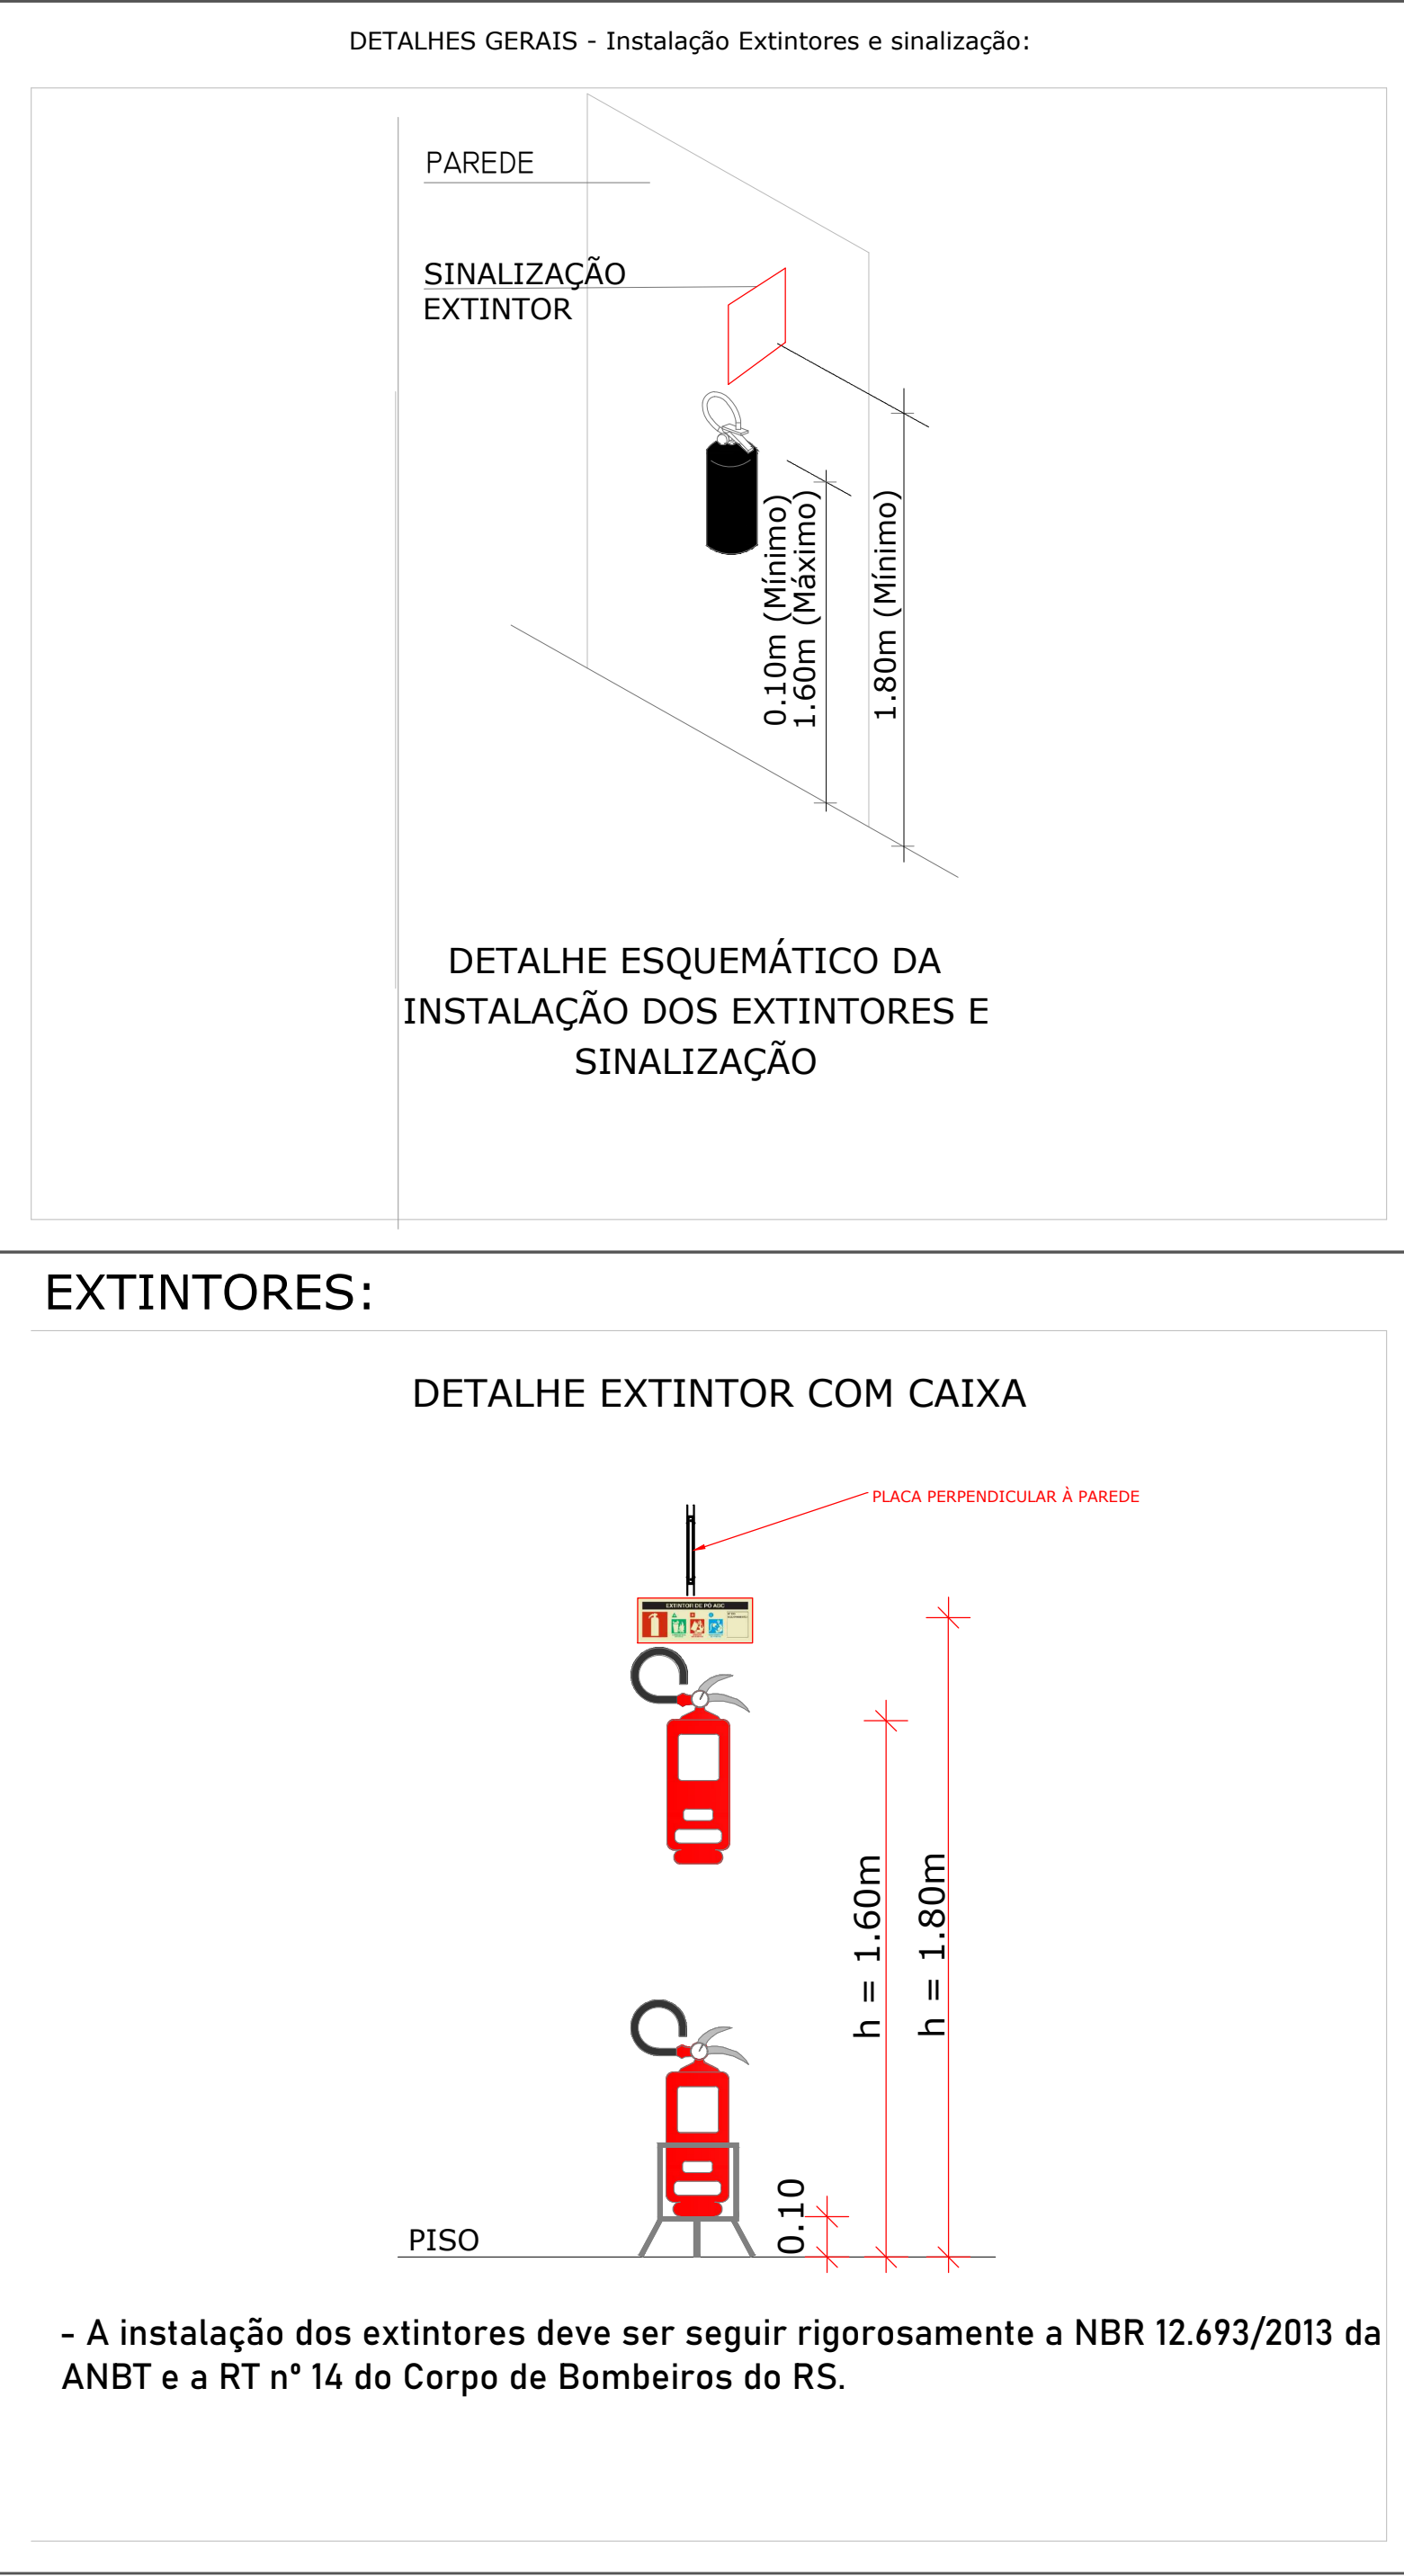 DETALHES GERAIS - Instalação Extintores e sinalização:
PAREDE
SINALIZAÇÃO
EXTINTOR
0.10m (Mínimo)
1.60m (Máximo)
1.80m (Mínimo)
DETALHE ESQUEMÁTICO DA
INSTALAÇÃO DOS EXTINTORES E
SINALIZAÇÃO
EXTINTORES:
DETALHE EXTINTOR COM CAIXA
PLACA PERPENDICULAR À PAREDE
EXTINTOR DE PÓ ABC
h = 1.60m
h = 1.80m
0.10
PISO
- A instalação dos extintores deve ser seguir rigorosamente a NBR 12.693/2013 da
ANBT e a RT nº 14 do Corpo de Bombeiros do RS.